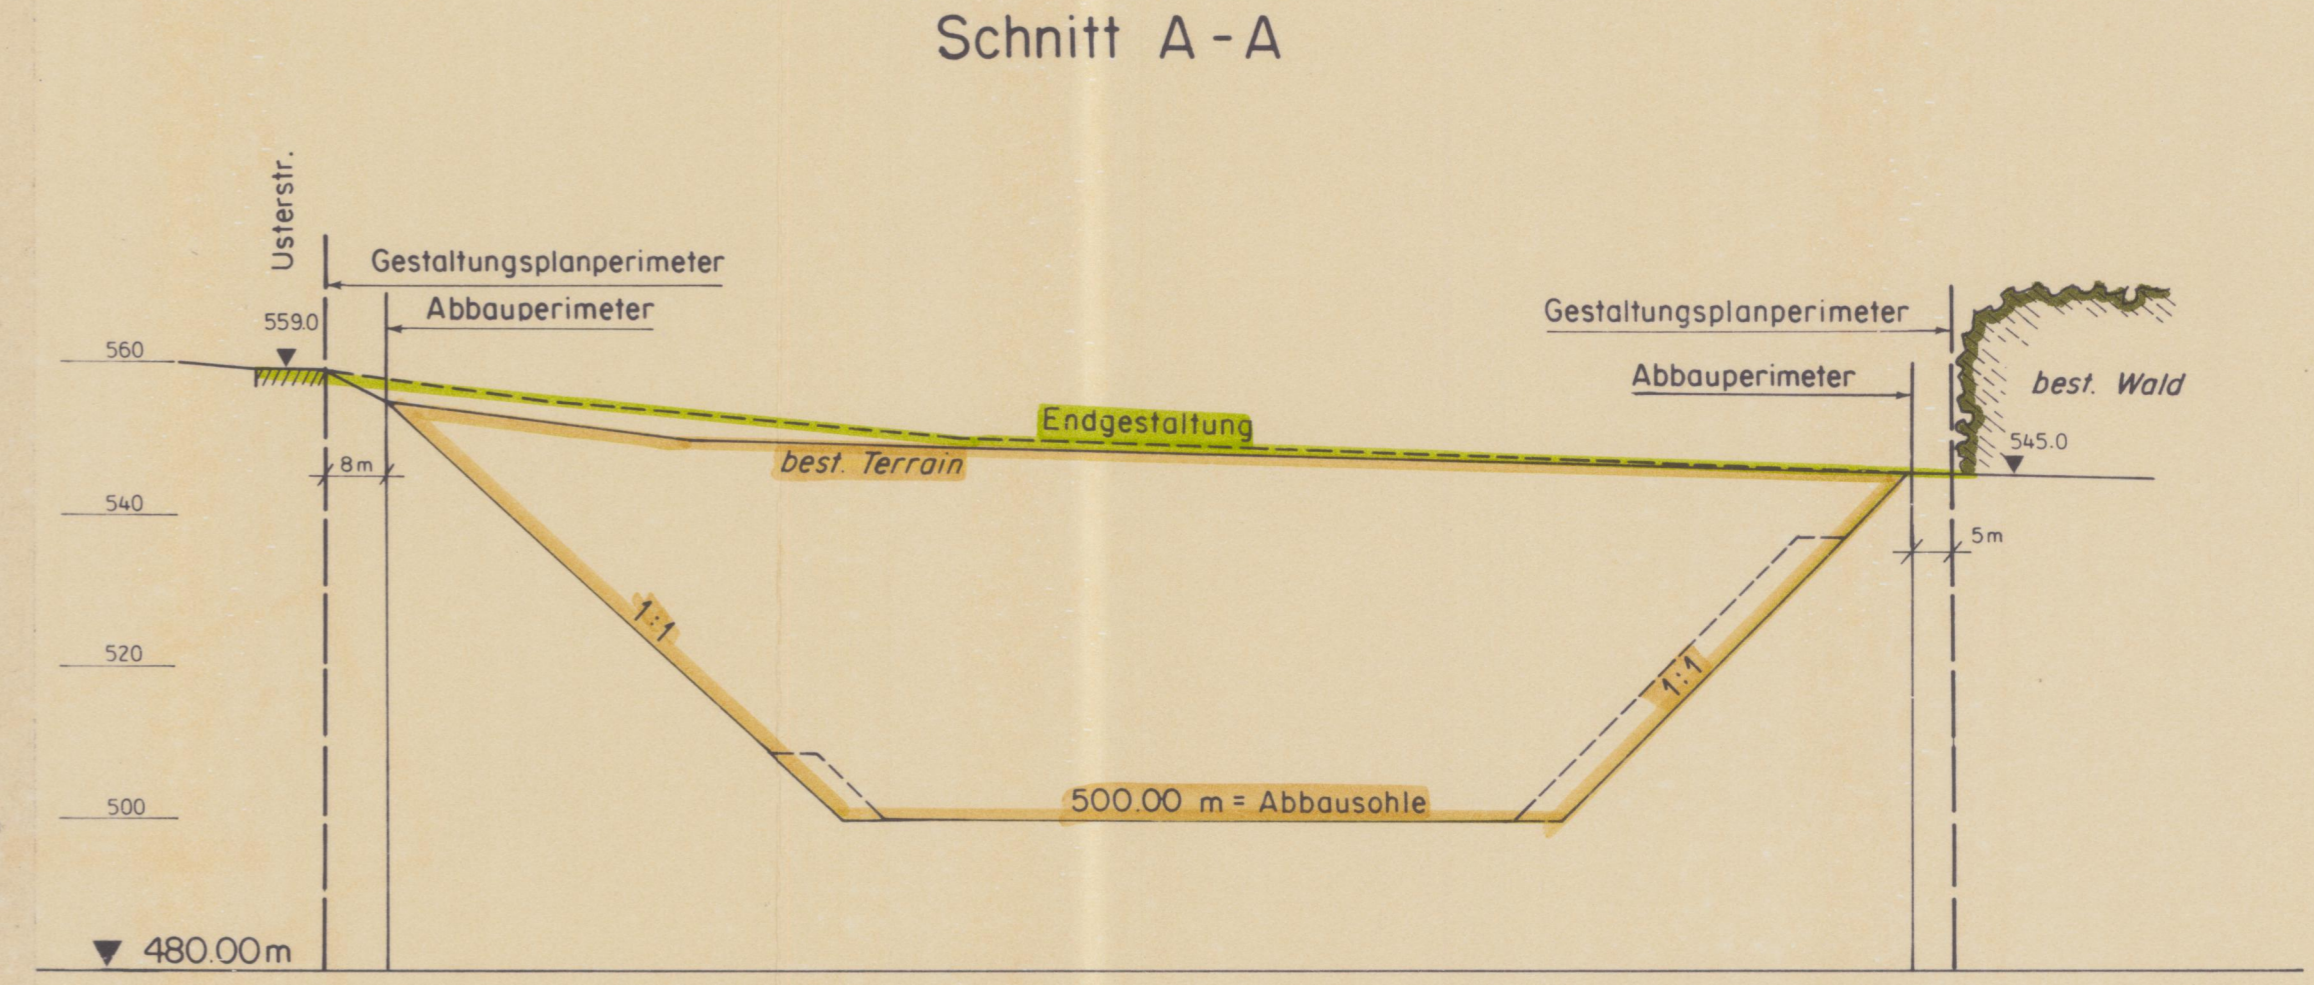 Schnitt A - A
Usterstr.
Gestaltungsplanperimeter
Abbauperimeter
559.0
560
Gestaltungsplanperimeter
Abbauperimeter
best. Wald
Endgestaltung
545.0
best. Terrain
8m
540
5m
1:1
520
1:1
500
500.00 m = Abbausohle
480.00m